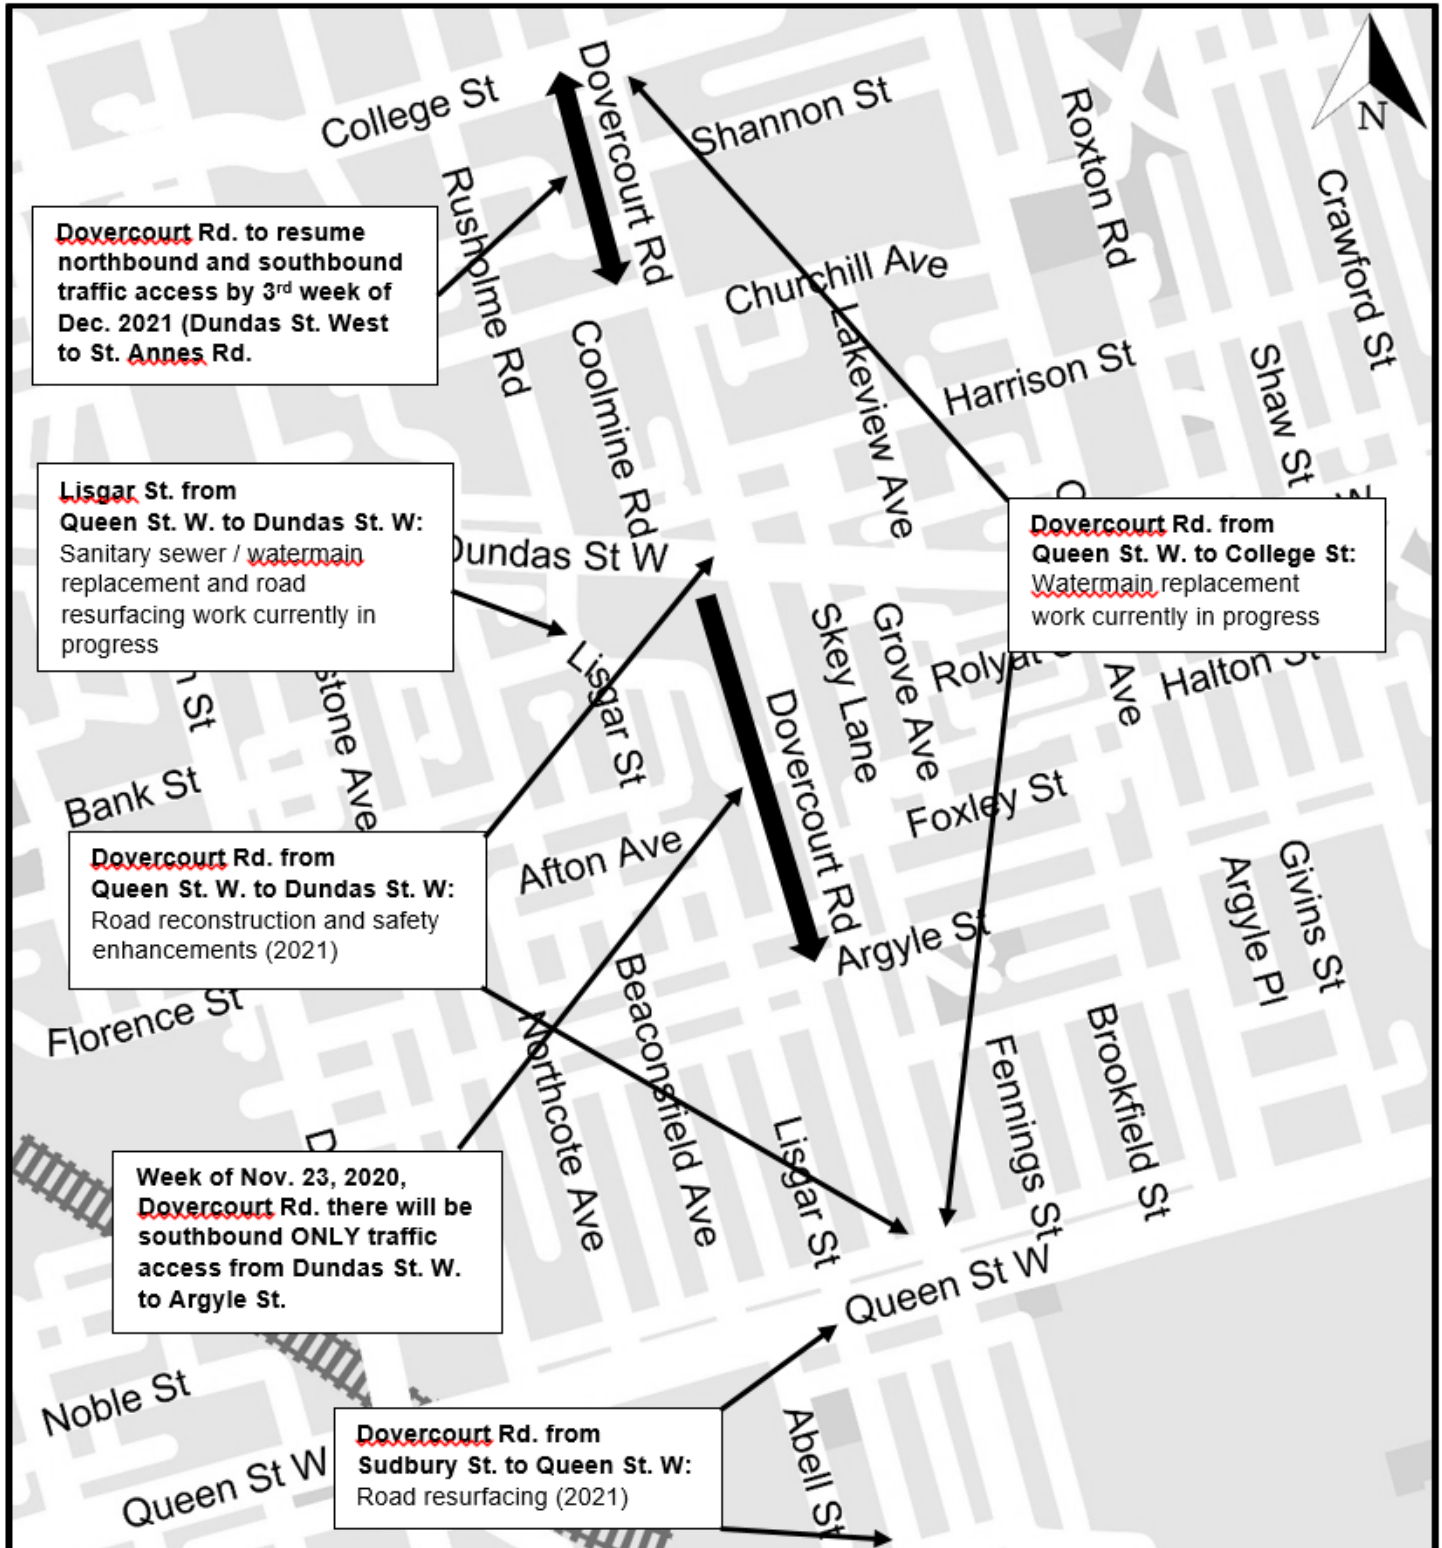 College St
Dovercourt Rd
Shannon St
Roxton Rd
N
Crawford St
Rusholme Rd
Dovercourt Rd. to resume
northbound and southbound
traffic access by 3rd week of
Dec. 2021 (Dundas St. West
to St. Annes Rd.
Churchill Ave
Coolmine Rd
Lakeview Ave
Harrison St
Shaw St
Lisgar St. from
Queen St. W. to Dundas St. W:
Sanitary sewer / watermain
replacement and road
resurfacing work currently in
progress
Dundas St W
Dovercourt Rd. from
Queen St. W. to College St:
Watermain replacement
work currently in progress
Lisgar St
Skey Lane
Grove Ave
Ave
Halton St
St
stone Ave
Bank St
Dovercourt Rd
Foxley St
Dovercourt Rd. from
Queen St. W. to Dundas St. W:
Road reconstruction and safety
enhancements (2021)
Afton Ave
Argyle St
Argyle Pl
Givins St
Florence St
Northcote Ave
Beaconsfield Ave
Lisgar St
Fennings St
Brookfield St
D
Week of Nov. 23, 2020,
Dovercourt Rd. there will be
southbound ONLY traffic
access from Dundas St. W.
to Argyle St.
Queen St W
Noble St
Queen St W
Dovercourt Rd. from
Sudbury St. to Queen St. W:
Road resurfacing (2021)
Abell St